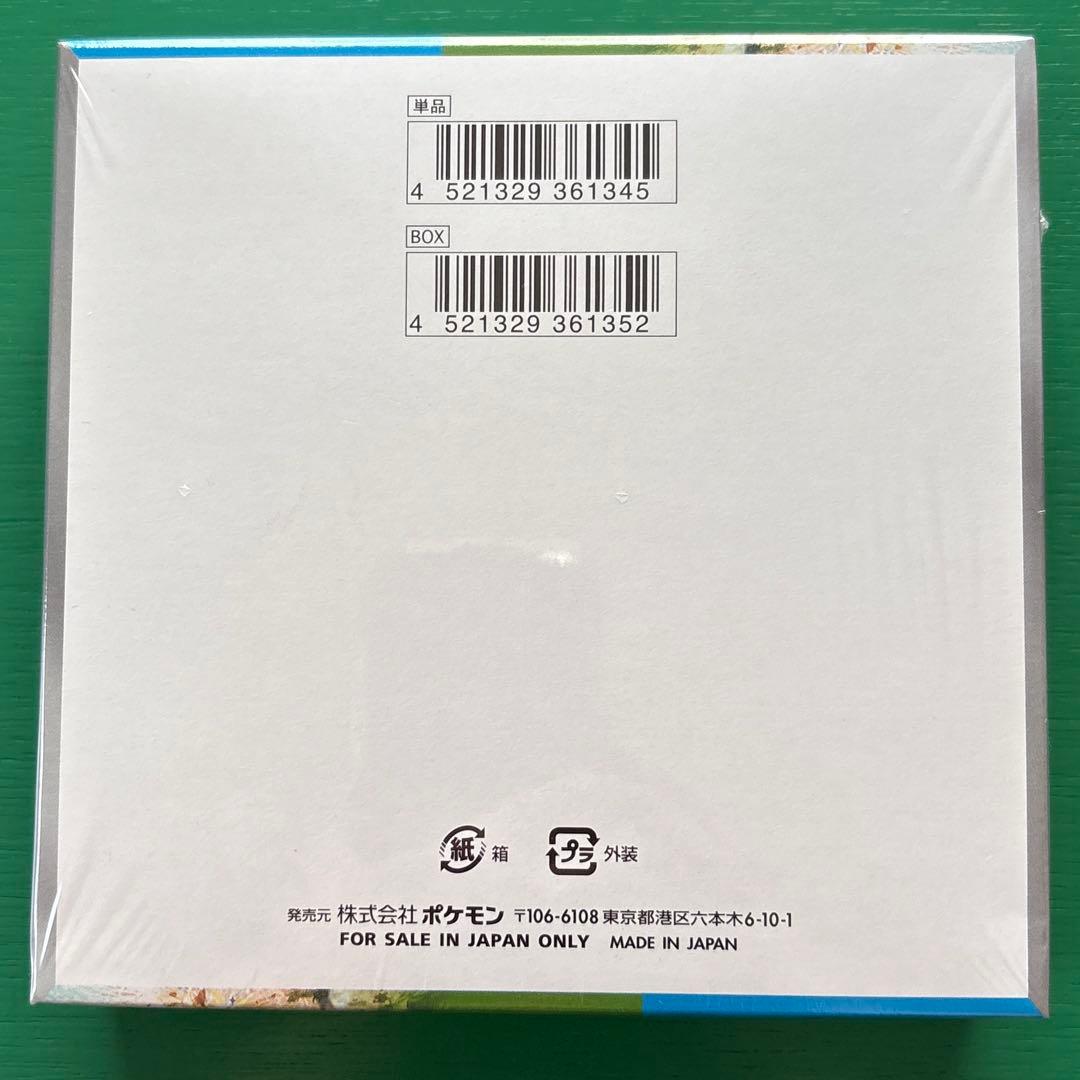 単品
4 521329 361345
BOX
4 521329 361352
紙 箱 プラ 外装
発売元 株式会社 ポケモン 〒106-6108 東京都港区六本木6-10-1
FOR SALE IN JAPAN ONLY MADE IN JAPAN